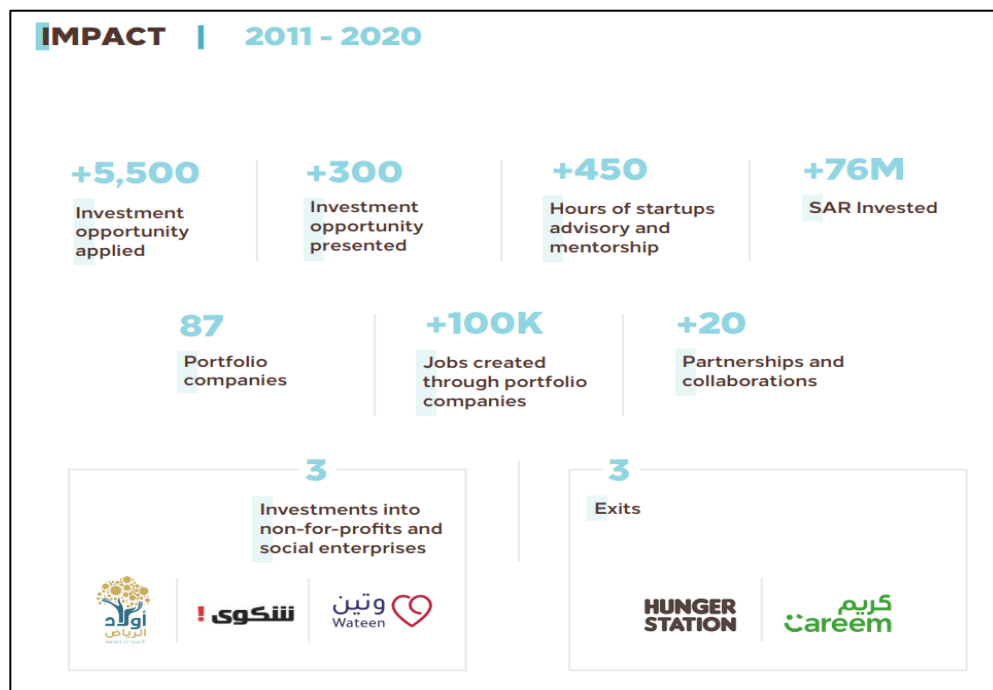 IMPACT | 2011 - 2020
+5,500
Investment
opportunity
applied
+300
Investment
opportunity
presented
+450
Hours of startups
advisory and
mentorship
+76M
SAR Invested
87
Portfolio
companies
+100K
Jobs created
through portfolio
companies
+20
Partnerships and
collaborations
3
Investments into
non-for-profits and
social enterprises
أولاد
الرياض
شكوى !
وتين
Wateen
3
Exits
HUNGER
STATION
كريم
Careem